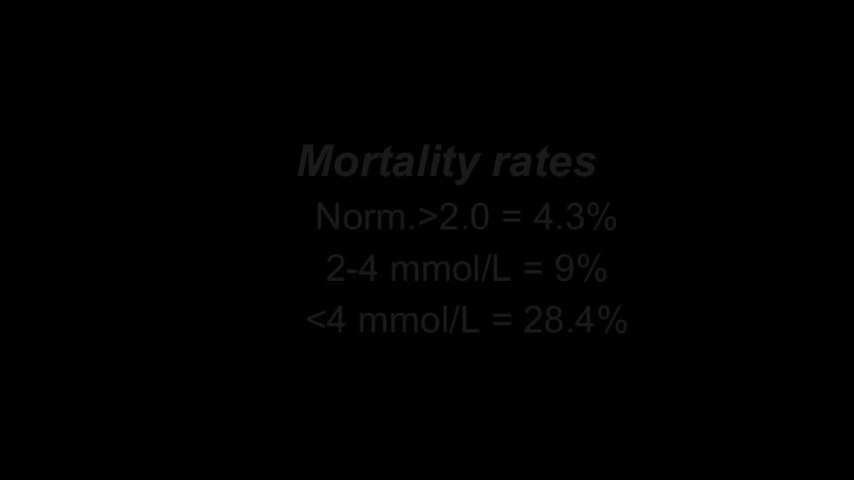 Mortality rates
Norm.>2.0 = 4.3%
2-4 mmol/L = 9%
<4 mmol/L = 28.4%